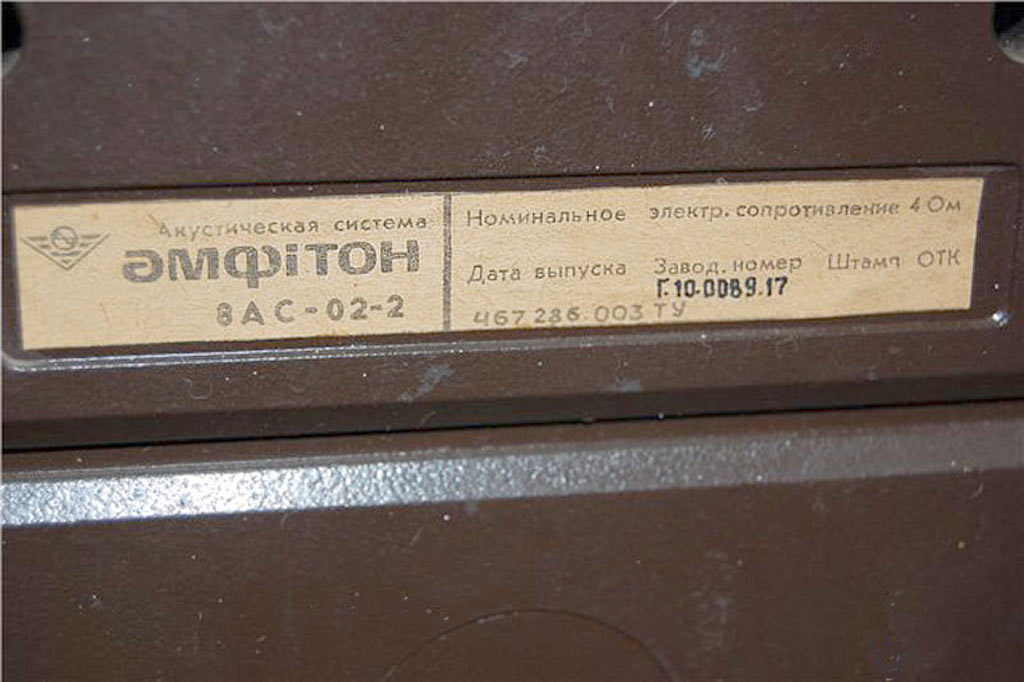 Акустическая система
амфітон
8АС-02-2
Номинальное электр. сопротивление 4 Ом
Дата выпуска Завод. номер Штамп ОТК
Г.10-0089.17
467 286 003 ТУ